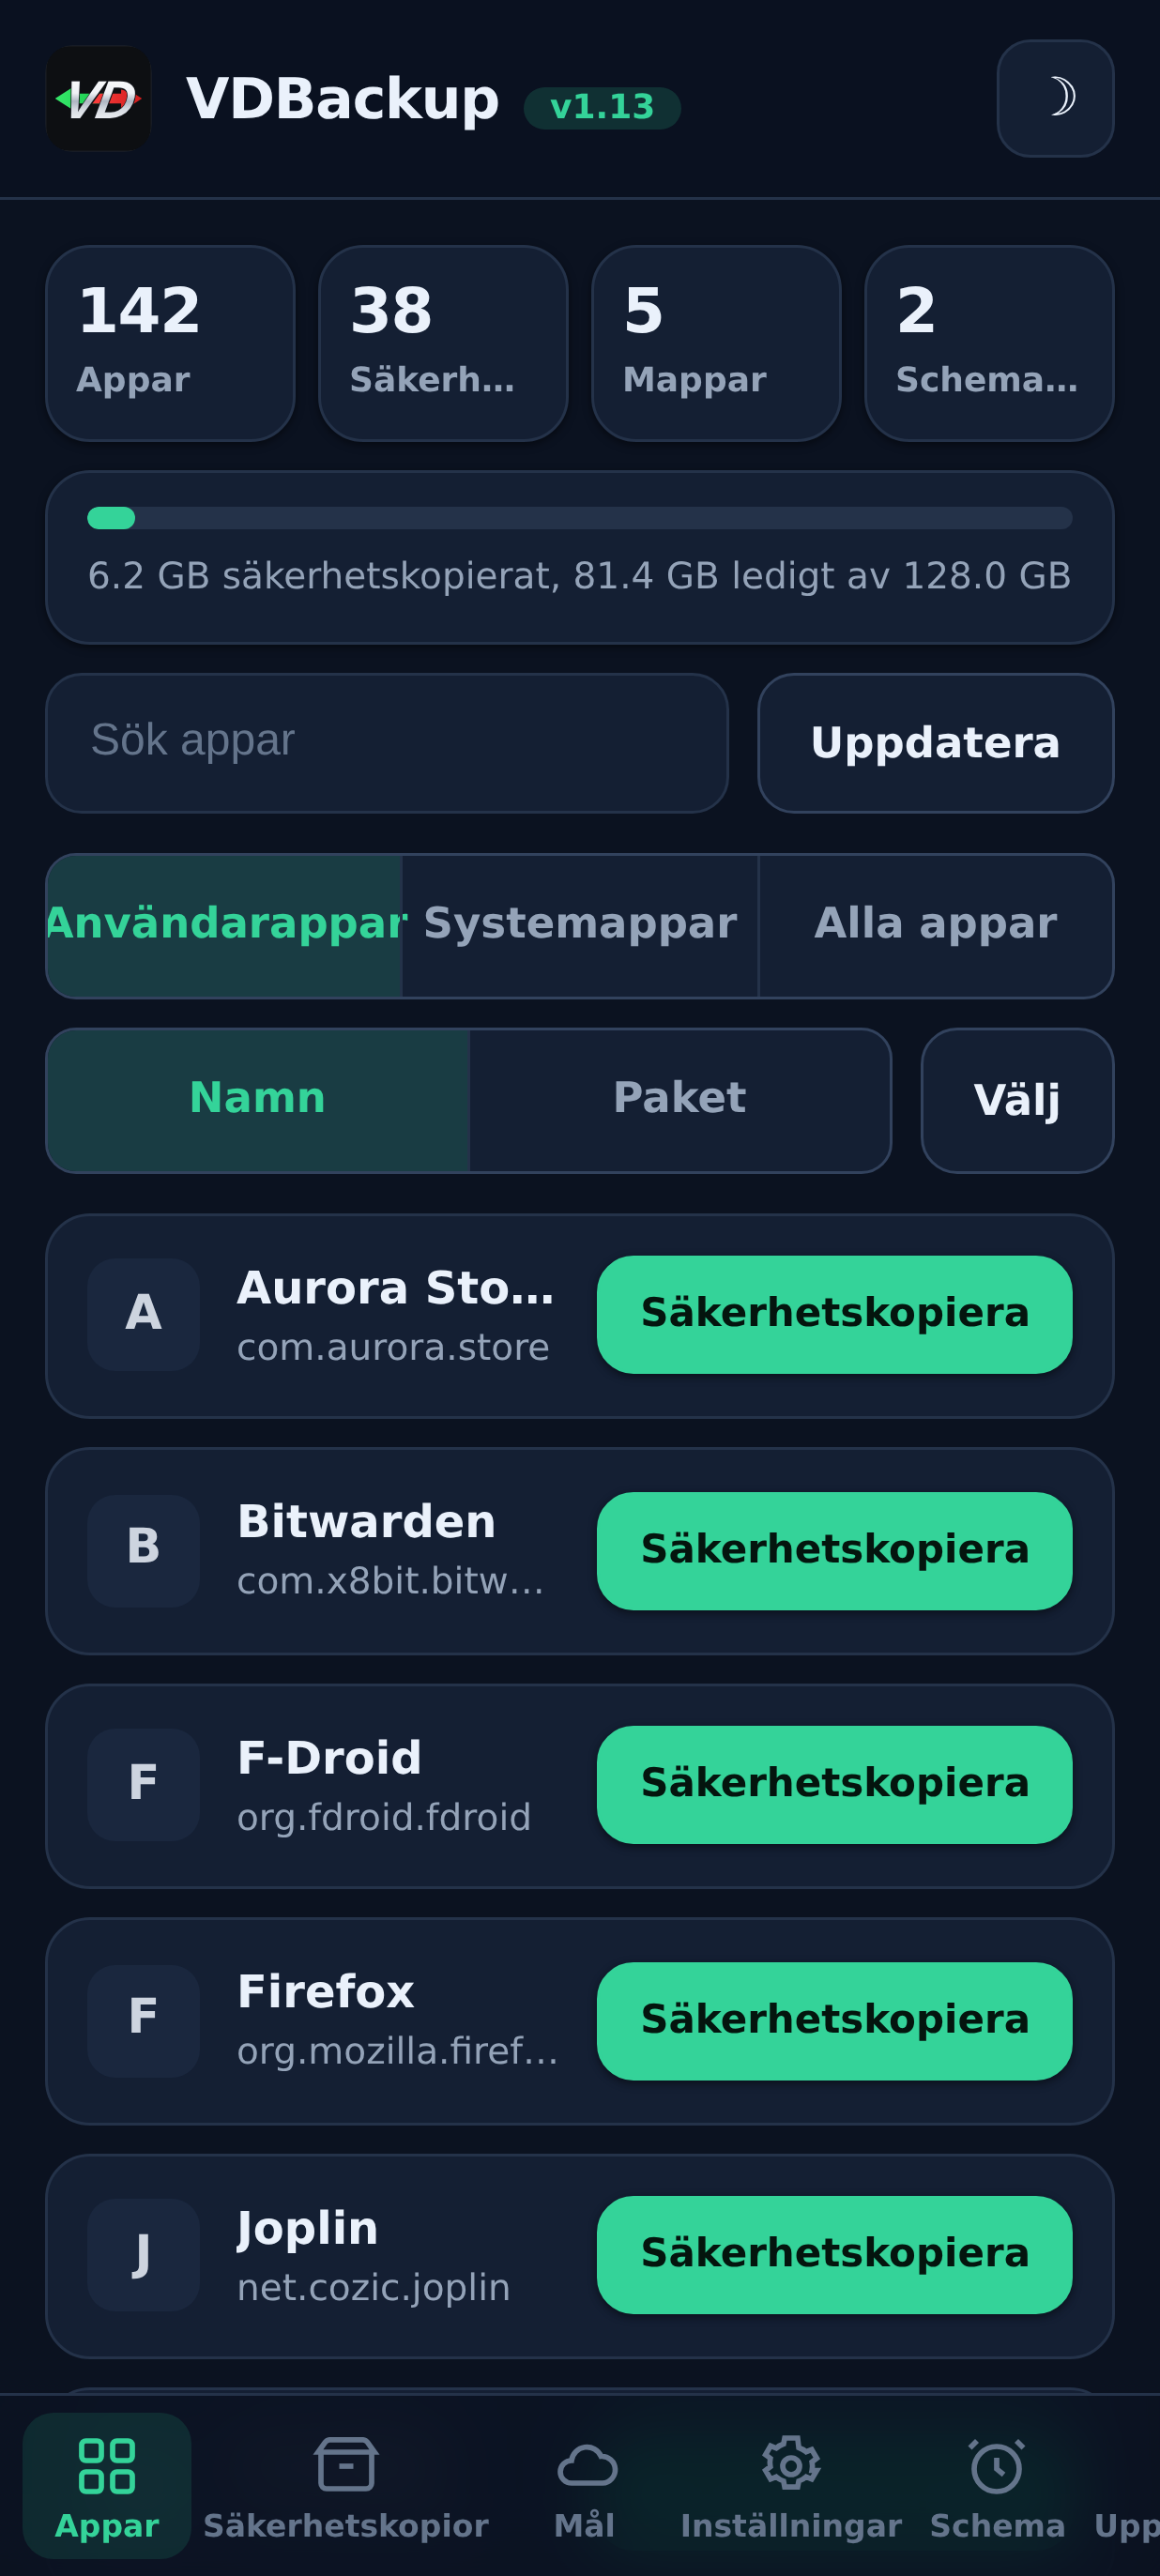 VD
VDBackup v1.13
142
Appar
38
Säkerh...
5
Mappar
2
Schema...
6.2 GB säkerhetskopierat, 81.4 GB ledigt av 128.0 GB
Sök appar
Uppdatera
Användarappar
Systemappar
Alla appar
Namn
Paket
Välj
A
Aurora Sto...
com.aurora.store
Säkerhetskopiera
B
Bitwarden
com.x8bit.bitw...
Säkerhetskopiera
F
F-Droid
org.fdroid.fdroid
Säkerhetskopiera
F
Firefox
org.mozilla.firef...
Säkerhetskopiera
J
Joplin
net.cozic.joplin
Säkerhetskopiera
Appar
Säkerhetskopior
Mål
Inställningar
Schema
Upp